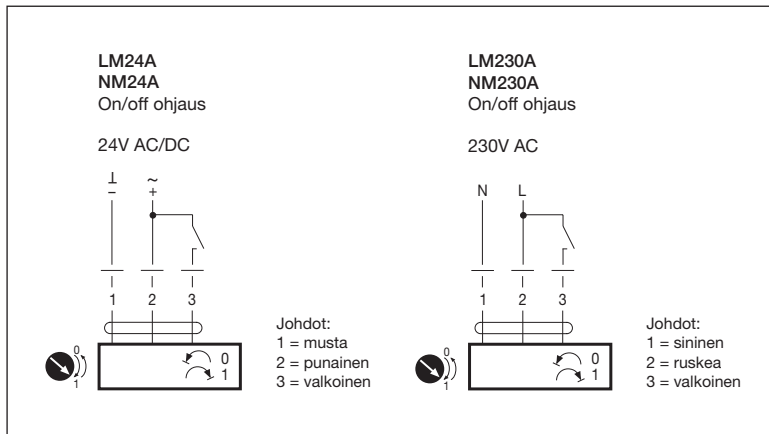 LM24A
NM24A
On/off ohjaus
24V AC/DC
⊥ ~
– +
1 2 3
0
1
0
1
Johdot:
1 = musta
2 = punainen
3 = valkoinen
LM230A
NM230A
On/off ohjaus
230V AC
N L
1 2 3
0
1
0
1
Johdot:
1 = sininen
2 = ruskea
3 = valkoinen